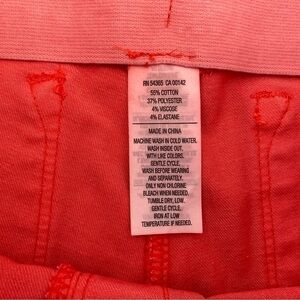 RN 54365 CA 00142
55% COTTON
37% POLYESTER
4% VISCOSE
4% ELASTANE
MADE IN CHINA
MACHINE WASH IN COLD WATER,
WASH INSIDE OUT,
WITH LIKE COLORS,
GENTLE CYCLE,
WASH BEFORE WEARING
AND SEPARATELY.
ONLY NON CHLORINE
BLEACH WHEN NEEDED.
TUMBLE DRY, LOW.
GENTLE CYCLE.
IRON AT LOW
TEMPERATURE IF NEEDED.